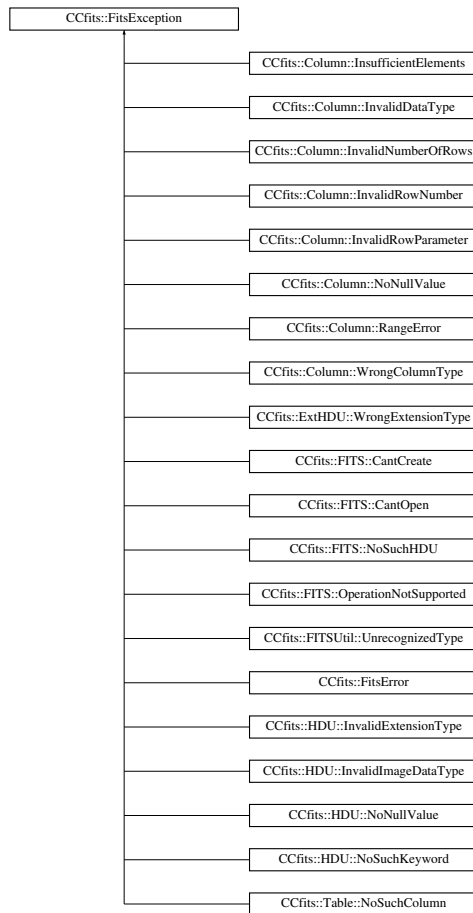 CCfits::FitsException
CCfits::Column::InsufficientElements
CCfits::Column::InvalidDataType
CCfits::Column::InvalidNumberOfRows
CCfits::Column::InvalidRowNumber
CCfits::Column::InvalidRowParameter
CCfits::Column::NoNullValue
CCfits::Column::RangeError
CCfits::Column::WrongColumnType
CCfits::ExtHDU::WrongExtensionType
CCfits::FITS::CantCreate
CCfits::FITS::CantOpen
CCfits::FITS::NoSuchHDU
CCfits::FITS::OperationNotSupported
CCfits::FITSUtil::UnrecognizedType
CCfits::FitsError
CCfits::HDU::InvalidExtensionType
CCfits::HDU::InvalidImageDataType
CCfits::HDU::NoNullValue
CCfits::HDU::NoSuchKeyword
CCfits::Table::NoSuchColumn